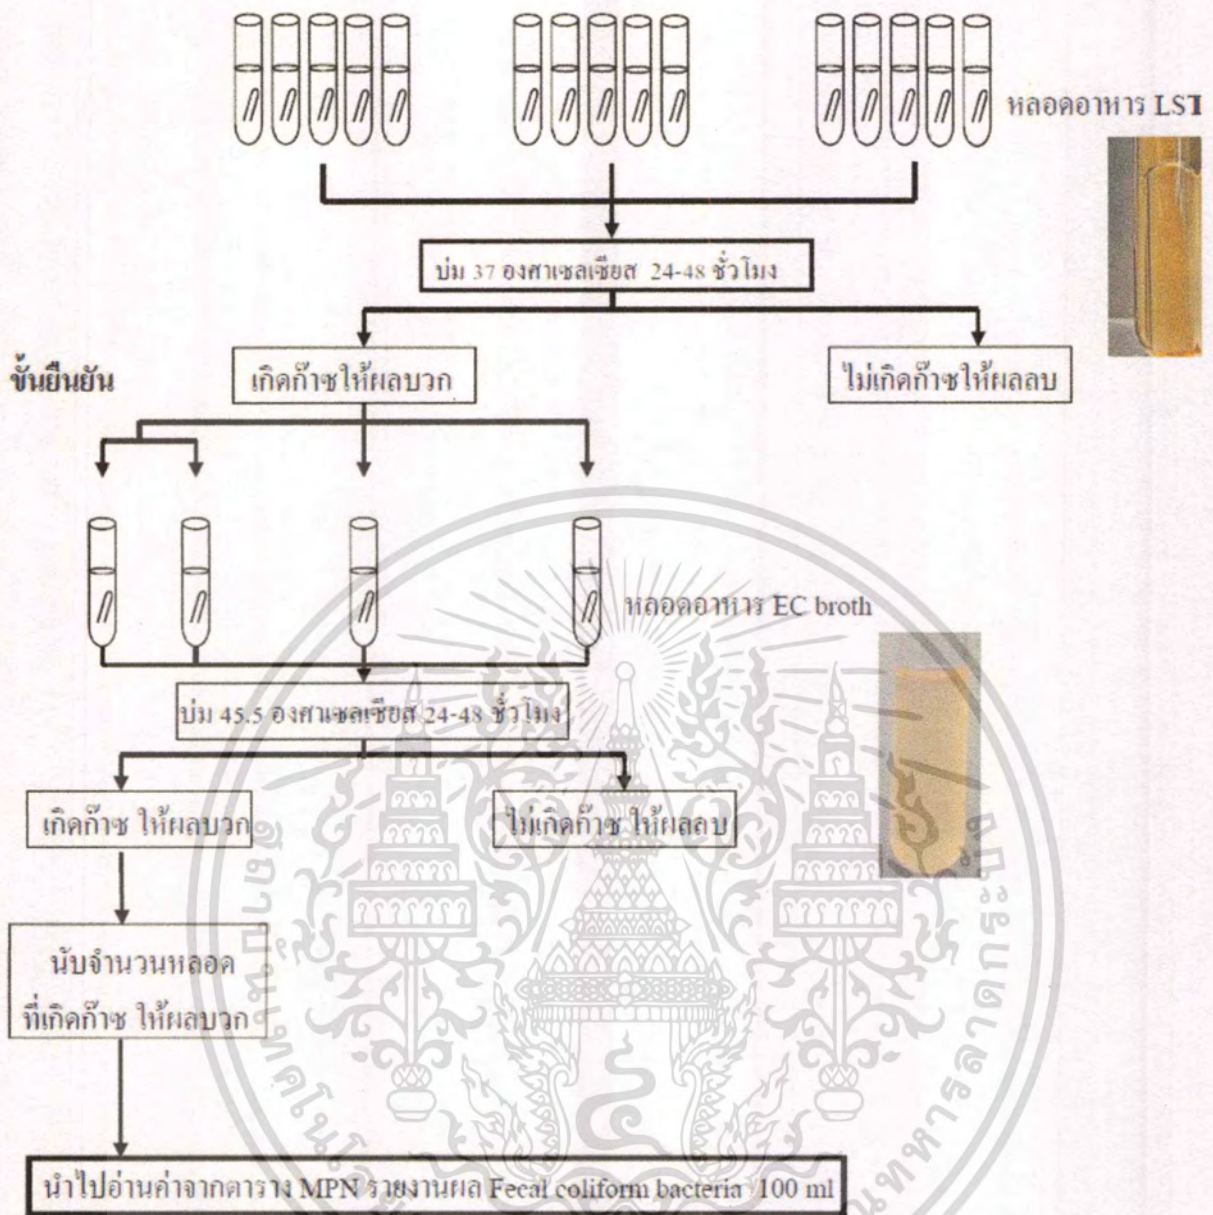 หลอดอาหาร LST
บ่ม 37 องศาเซลเซียส 24-48 ชั่วโมง
ขั้นยืนยัน
เกิดก๊าซให้ผลบวก
ไม่เกิดก๊าซให้ผลลบ
หลอดอาหาร EC broth
บ่ม 45.5 องศาเซลเซียส 24-48 ชั่วโมง
เกิดก๊าซ ให้ผลบวก
ไม่เกิดก๊าซ ให้ผลลบ
นับจำนวนหลอด
ที่เกิดก๊าซ ให้ผลบวก
นำไปอ่านค่าจากตาราง MPN รายงานผล Fecal coliform bacteria /100 ml